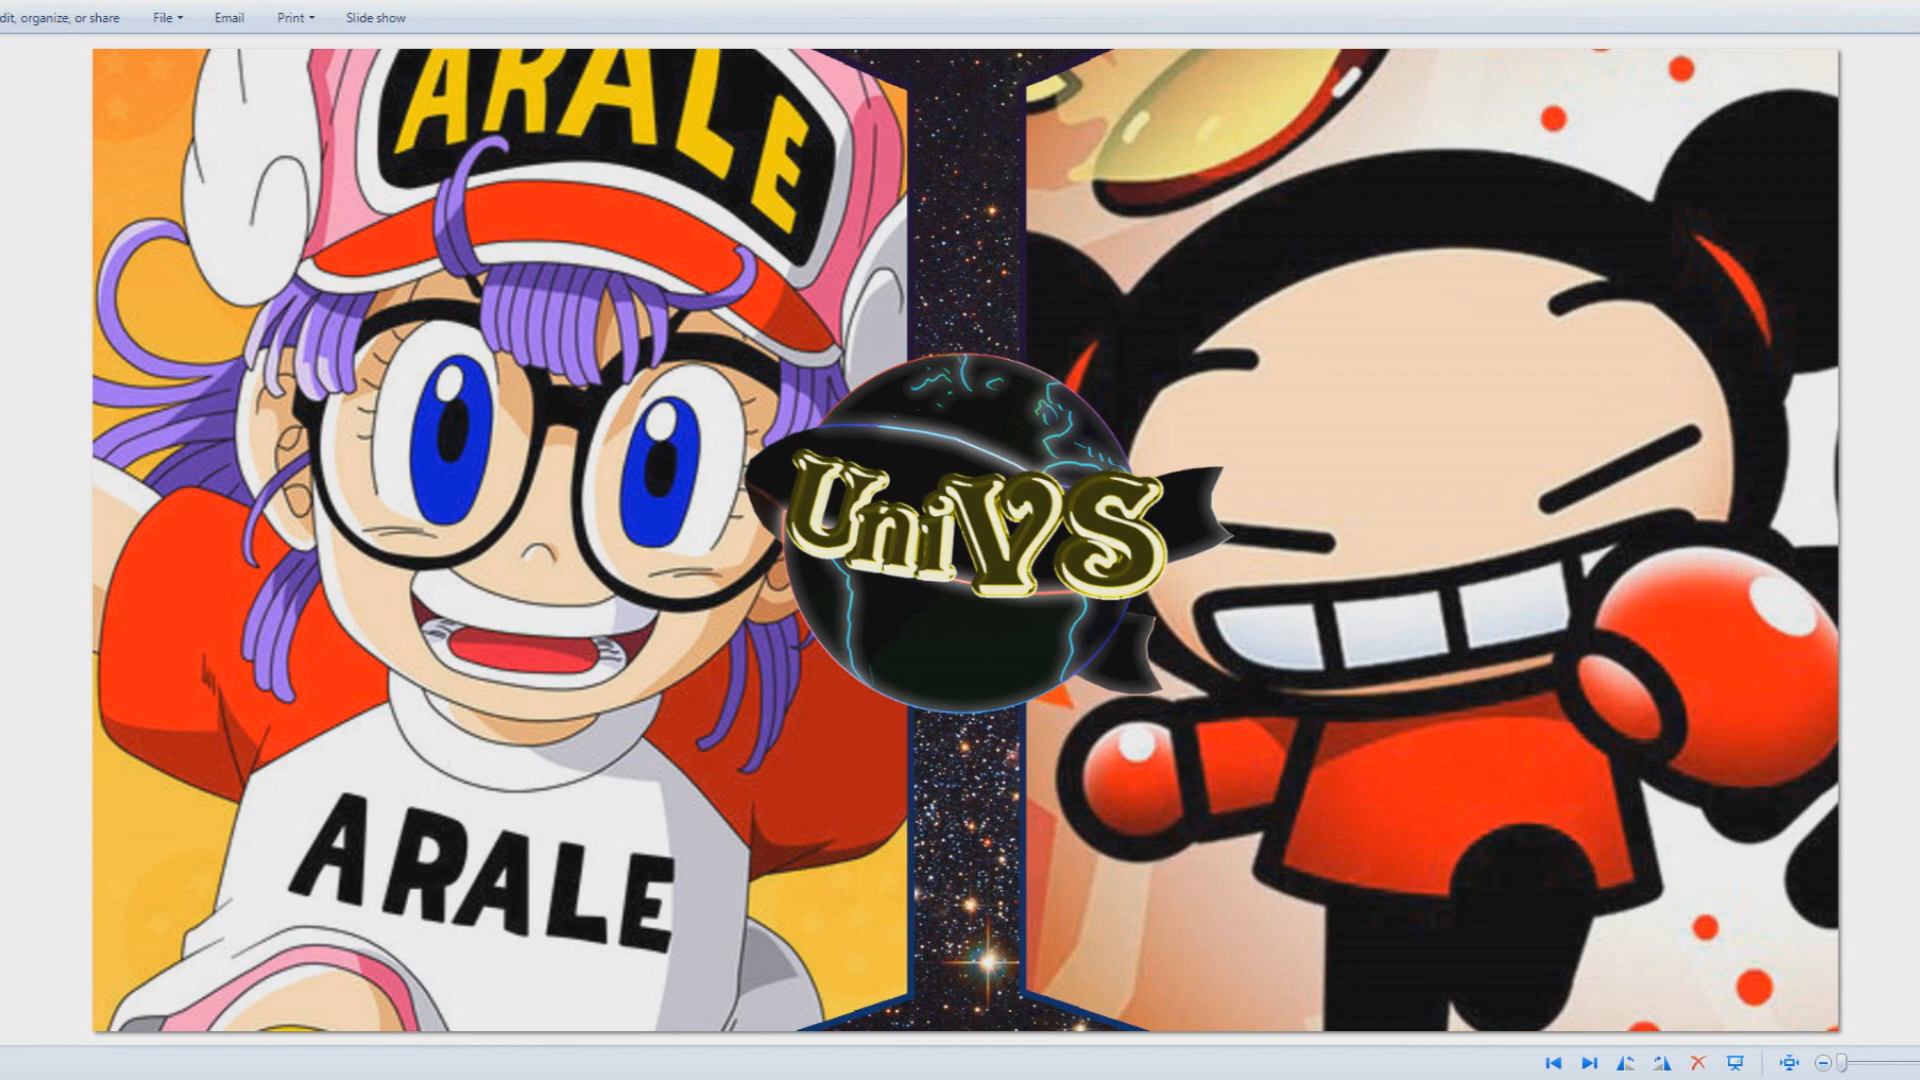 dit, organize, or share File Email Print Slide show
ARALE
UniVS
ARALE